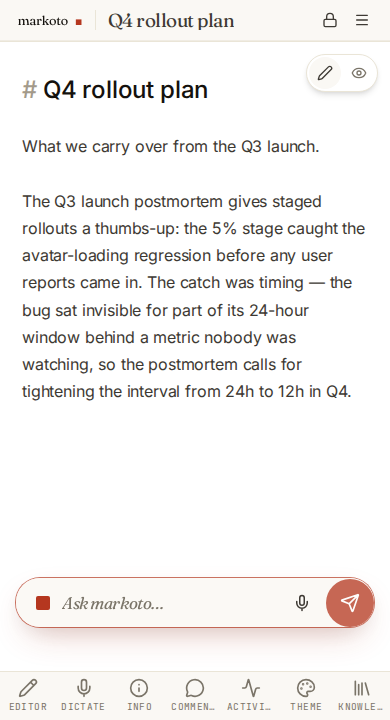 markoto
Q4 rollout plan
# Q4 rollout plan
What we carry over from the Q3 launch.
The Q3 launch postmortem gives staged
rollouts a thumbs-up: the 5% stage caught the
avatar-loading regression before any user
reports came in. The catch was timing — the
bug sat invisible for part of its 24-hour
window behind a metric nobody was
watching, so the postmortem calls for
tightening the interval from 24h to 12h in Q4.
Ask markoto...
EDITOR DICTATE INFO COMMEN… ACTIVI… THEME KNOWLE…